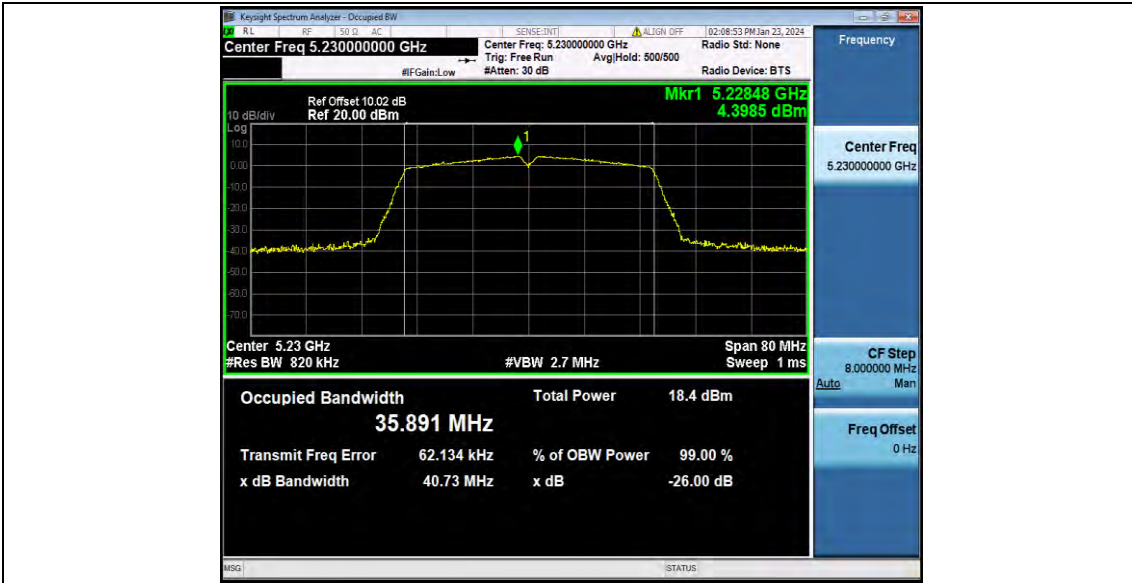 Keysight Spectrum Analyzer - Occupied BW
RL RF 50 Ω AC SENSE:INT ALIGN OFF 02:08:53 PM Jan 23, 2024
Center Freq 5.230000000 GHz
Center Freq: 5.230000000 GHz
Radio Std: None
Trig: Free Run Avg|Hold: 500/500
#IFGain:Low
#Atten: 30 dB
Radio Device: BTS
Frequency
Ref Offset 10.02 dB
Mkr1 5.22848 GHz
10 dB/div Ref 20.00 dBm
4.3985 dBm
Log
10.0
0.00
-10.0
-20.0
-30.0
-40.0
-50.0
-60.0
-70.0
1
Center 5.23 GHz
Span 80 MHz
#Res BW 820 kHz
#VBW 2.7 MHz
Sweep 1 ms
Occupied Bandwidth
Total Power 18.4 dBm
35.891 MHz
Transmit Freq Error 62.134 kHz
% of OBW Power 99.00 %
x dB Bandwidth 40.73 MHz
x dB -26.00 dB
Center Freq
5.230000000 GHz
CF Step
8.000000 MHz
Auto Man
Freq Offset
0 Hz
MSG STATUS